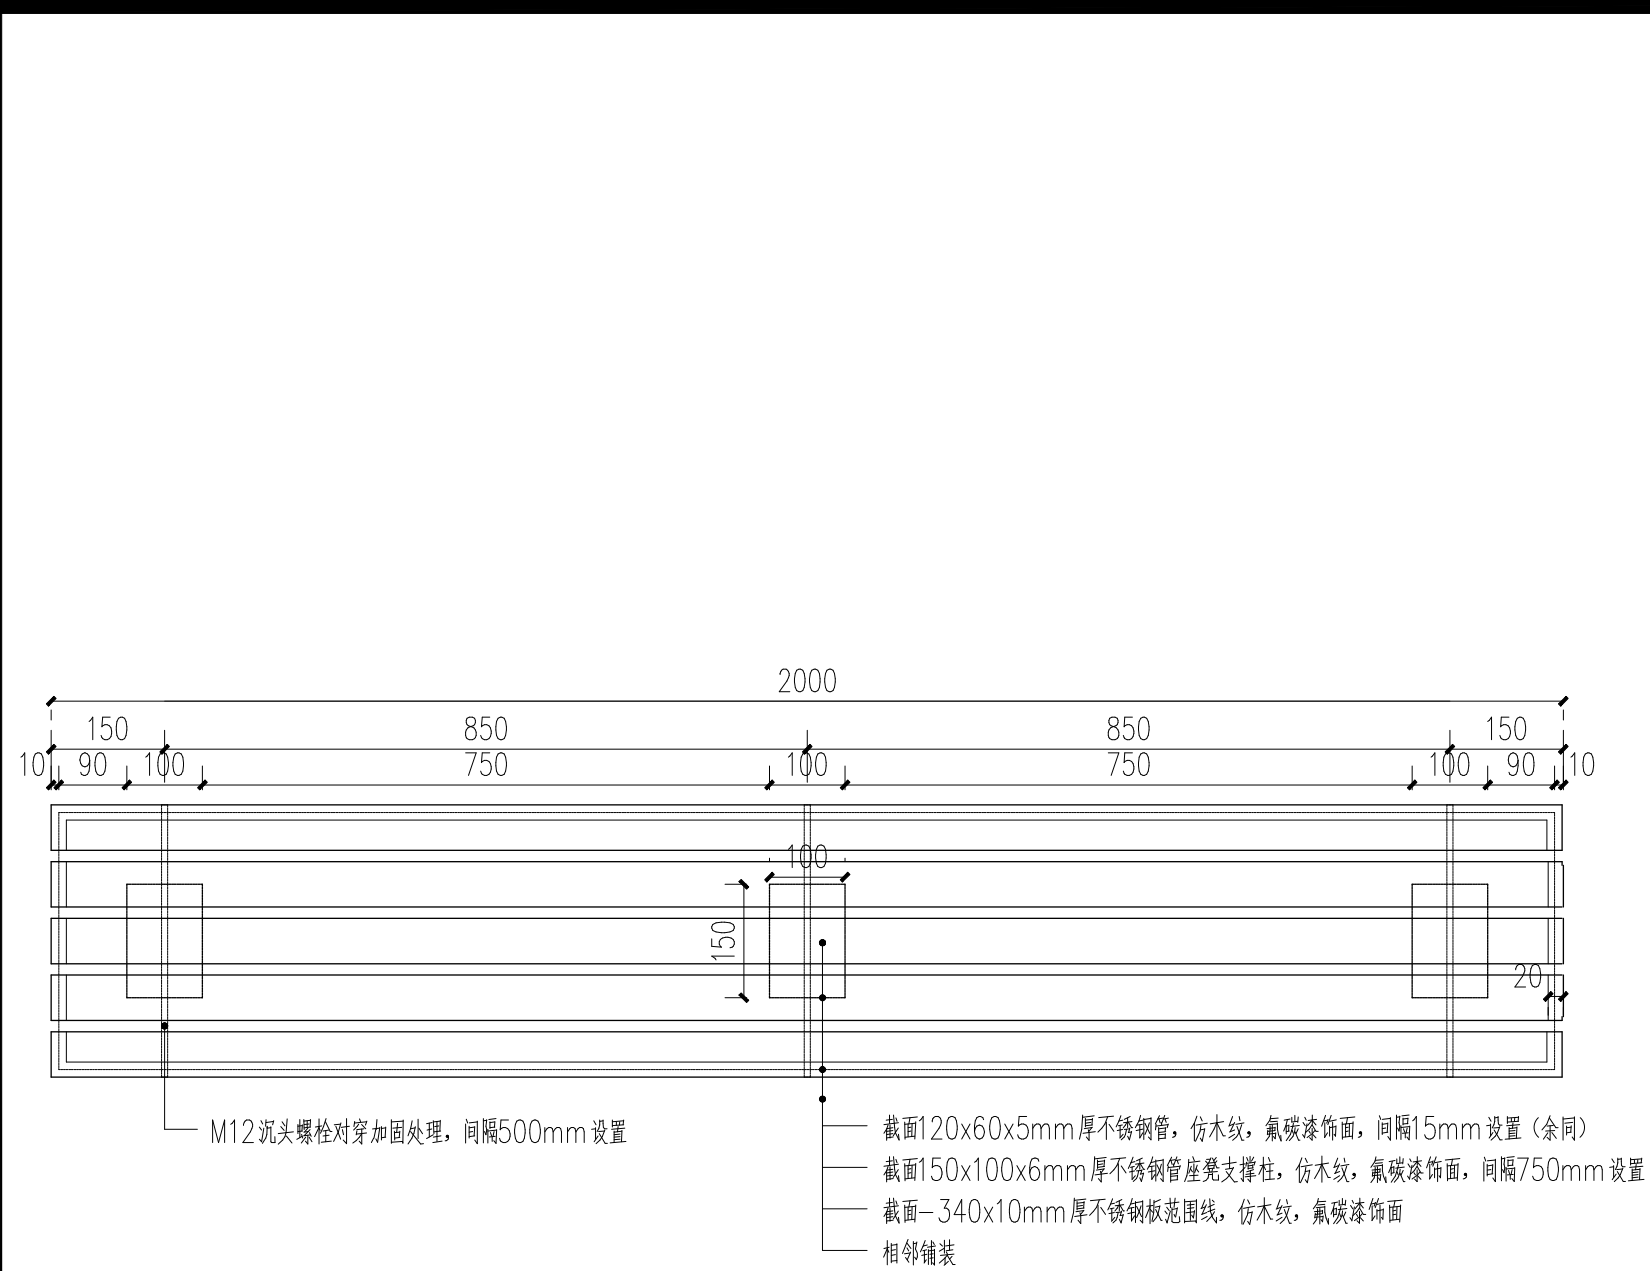 2000
150 850 850 150
10 90 100 750 100 750 100 90 10
100
150
20
M12沉头螺栓对穿加固处理，间隔500mm设置
截面120x60x5mm厚不锈钢管，仿木纹，氟碳漆饰面，间隔15mm设置（余同）
截面150x100x6mm厚不锈钢管座凳支撑柱，仿木纹，氟碳漆饰面，间隔750mm设置
截面-340x10mm厚不锈钢板范围线，仿木纹，氟碳漆饰面
相邻铺装